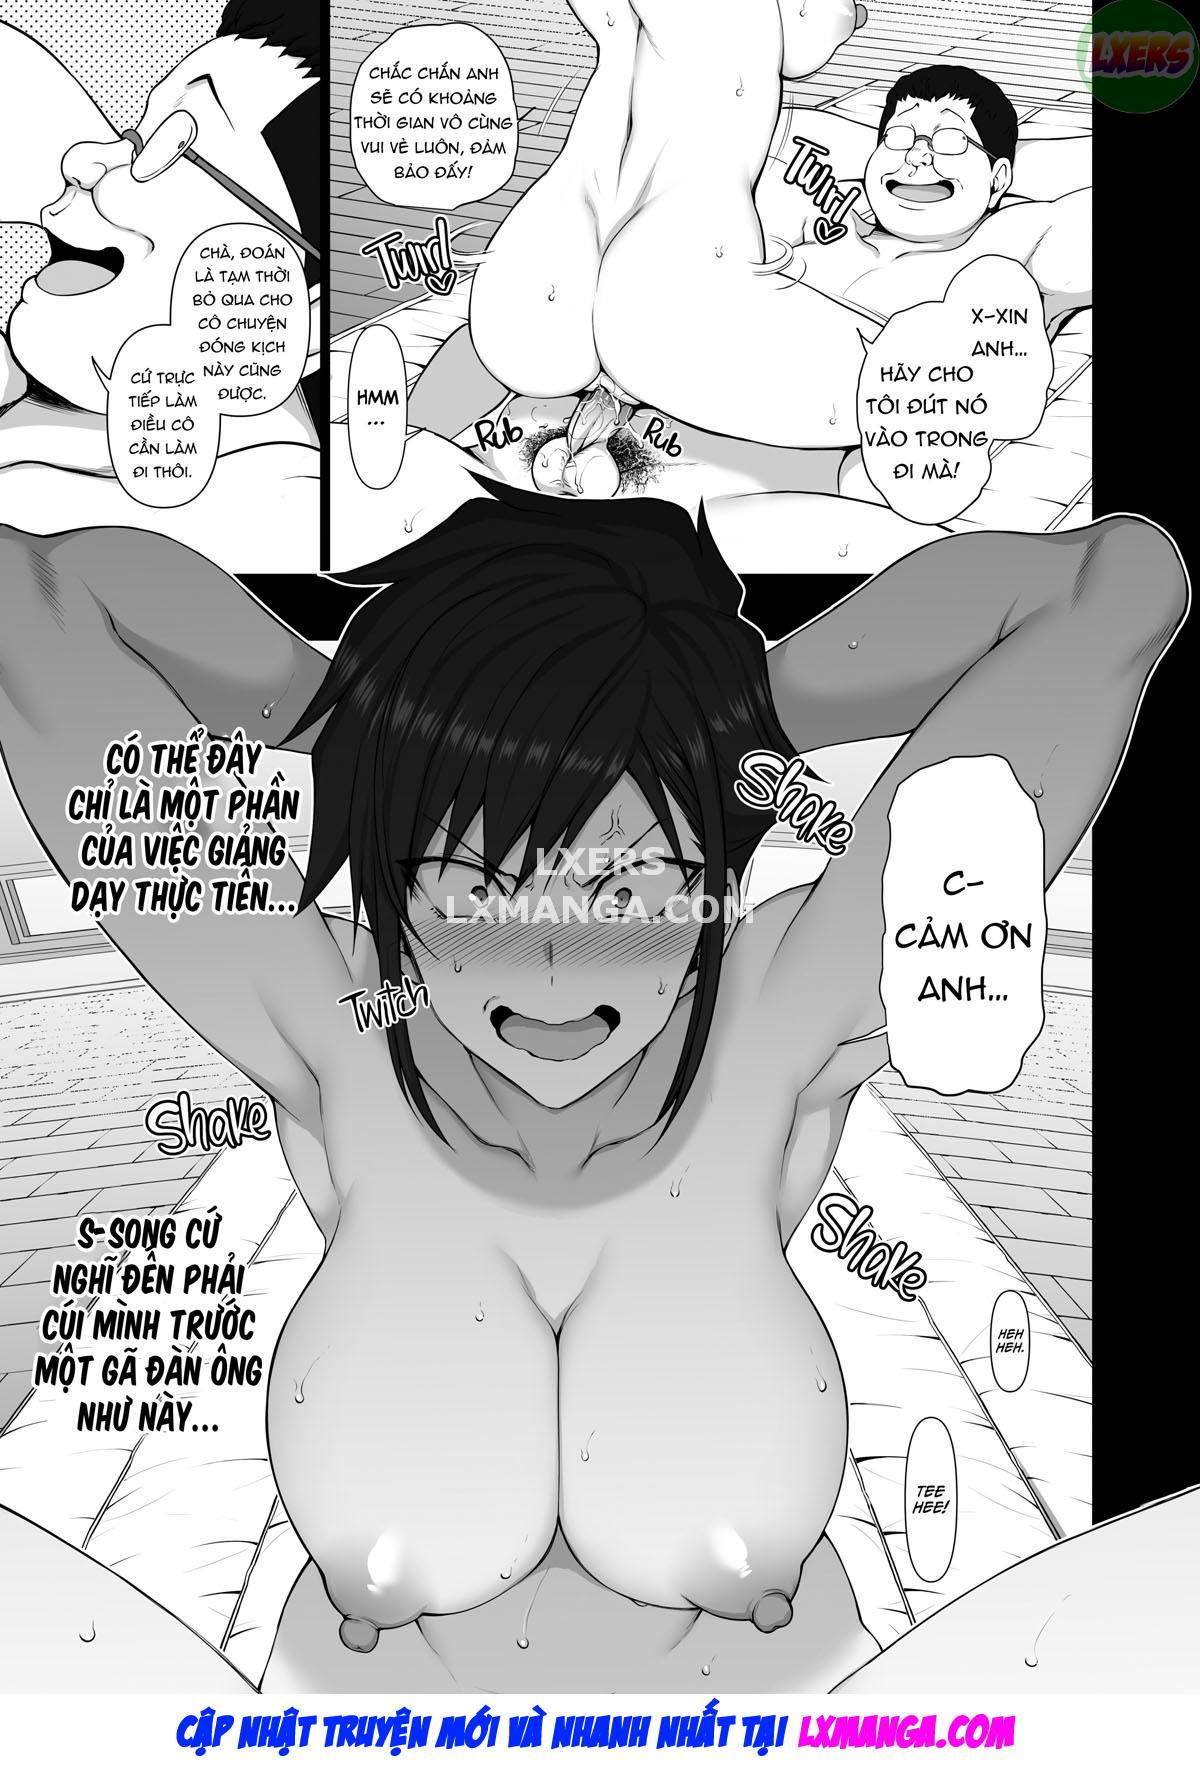 LXERS
CHẮC CHẮN ANH
SẼ CÓ KHOẢNG
THỜI GIAN VÔ CÙNG
VUI VẺ LUÔN, ĐẢM
BẢO ĐẤY!
Twirl
Twirl
X-XIN
ANH...
HÃY CHO
TÔI ĐÚT NÓ
VÀO TRONG
ĐI MÀ!
HMM
...
Rub
Rub
CHÀ, ĐOÁN
LÀ TẠM THỜI
BỎ QUA CHO
CÔ CHUYỆN
ĐÓNG KỊCH
NÀY CŨNG
ĐƯỢC.
CỨ TRỰC
TIẾP LÀM
ĐIỀU CÔ
CẦN LÀM
ĐI THÔI.
Shake
C-
CẢM ƠN
ANH...
CÓ THỂ ĐÂY
CHỈ LÀ MỘT PHẦN
CỦA VIỆC GIẢNG
DẠY THỰC TIỄN...
LXERS
LXMANGA.COM
Twitch
Shake
Shake
S-SONG CỨ
NGHĨ ĐẾN PHẢI
CÚI MÌNH TRƯỚC
MỘT GÃ ĐÀN ÔNG
NHƯ NÀY...
HEH
HEH.
TEE
HEE!
CẬP NHẬT TRUYỆN MỚI VÀ NHANH NHẤT TẠI LXMANGA.COM